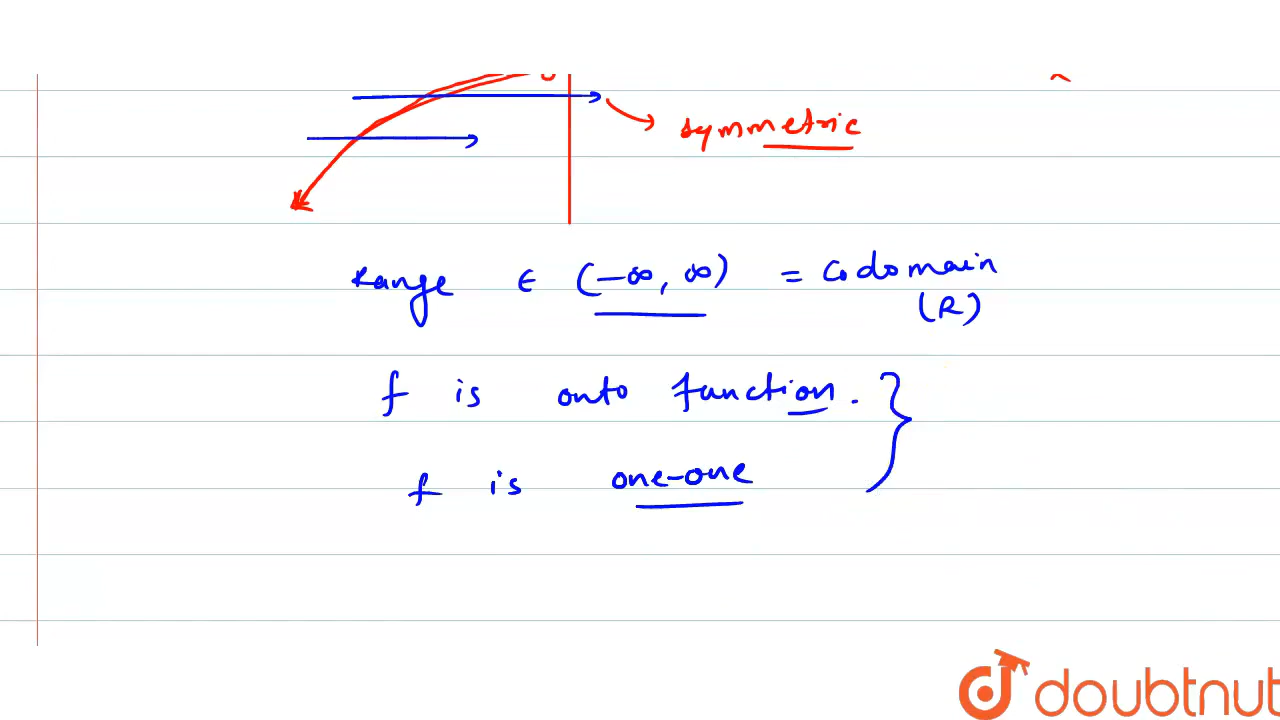 symmetric
Range ∈ (-∞, ∞) = Codomain
(R)
f is onto function.
f is one-one
doubtnut